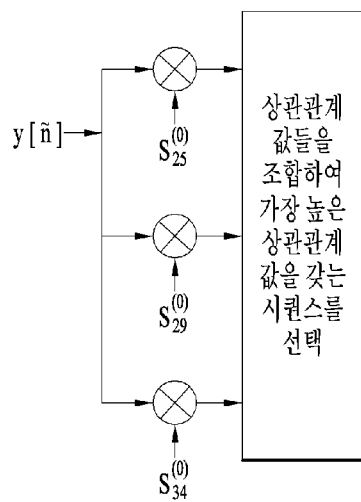 y[ñ]
S₂₅⁽⁰⁾
S₂₉⁽⁰⁾
S₃₄⁽⁰⁾
상관관계
값들을
조합하여
가장 높은
상관관계
값을 갖는
시퀀스를
선택